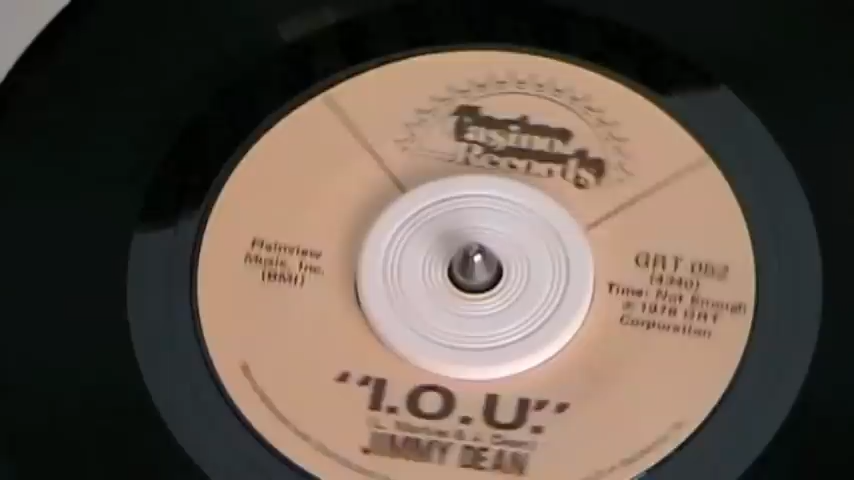 Casino
Records
Plainview
Music, Inc.
(BMI)
GRT 052
(4340)
Time: Not Enough
℗ 1976 GRT
Corporation
"I.O.U."
JIMMY DEAN